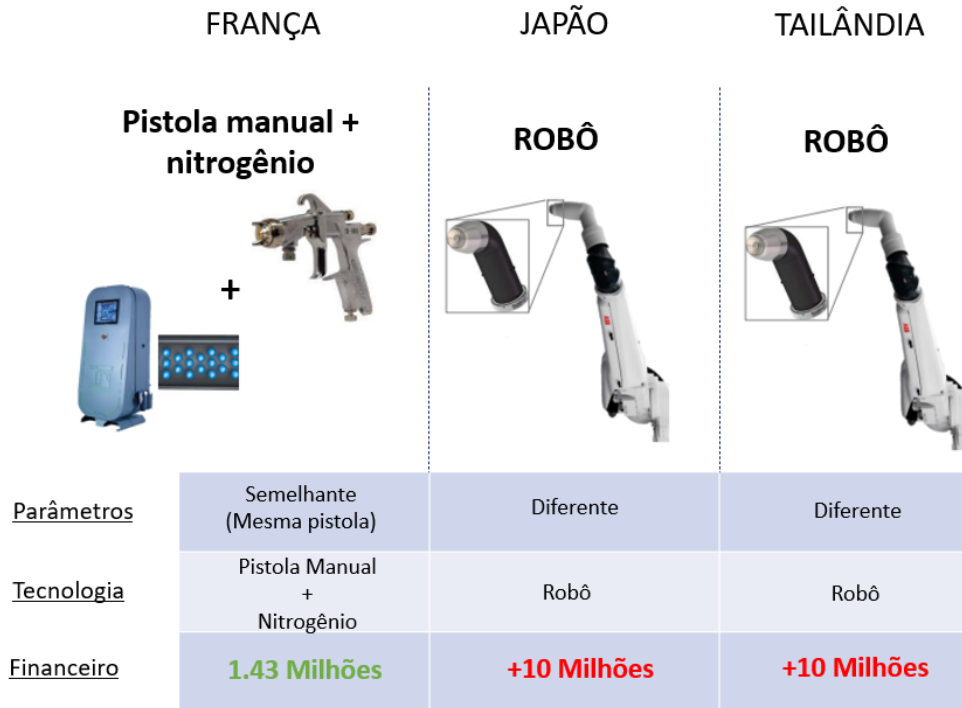 FRANÇA JAPÃO TAILÂNDIA
Pistola manual +
nitrogênio
ROBÔ
ROBÔ
+
Parâmetros
Semelhante
(Mesma pistola)
Diferente
Diferente
Tecnologia
Pistola Manual
+
Nitrogênio
Robô
Robô
Financeiro
1.43 Milhões
+10 Milhões
+10 Milhões